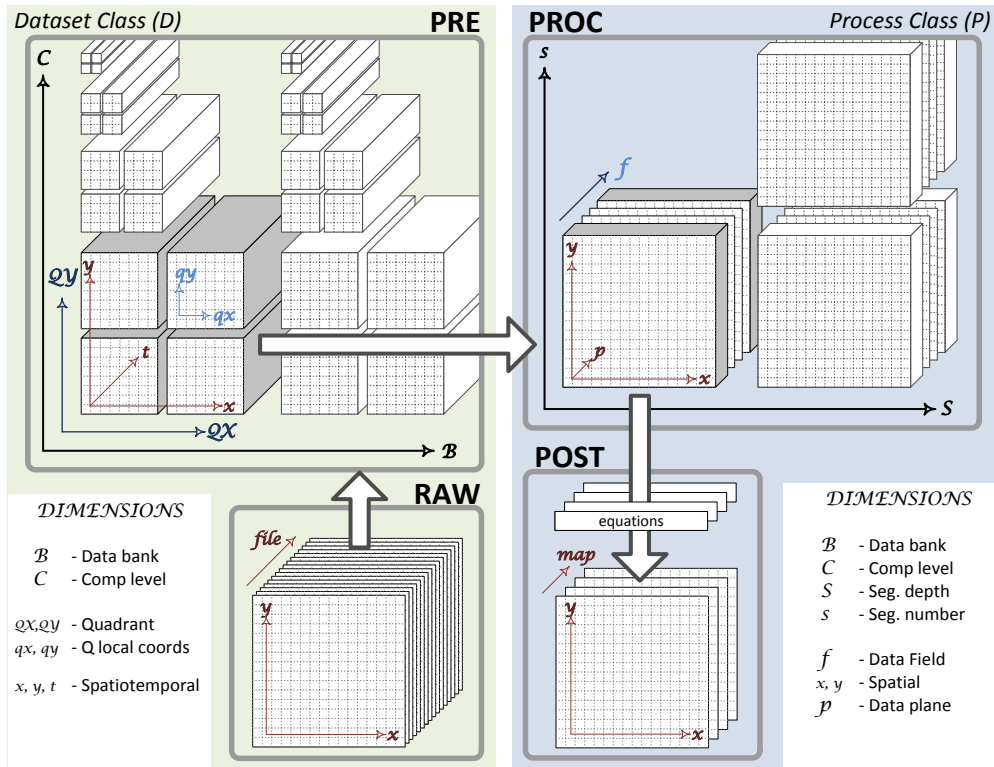 Dataset Class (D)
PRE
C
y
QY
qy
qx
t
x
QX
B
PROC
Process Class (P)
s
f
y
p
x
S
DIMENSIONS
B - Data bank
C - Comp level
QX,QY - Quadrant
qx, qy - Q local coords
x, y, t - Spatiotemporal
RAW
file
y
x
POST
equations
map
y
x
DIMENSIONS
B - Data bank
C - Comp level
S - Seg. depth
s - Seg. number
f - Data Field
x, y - Spatial
p - Data plane